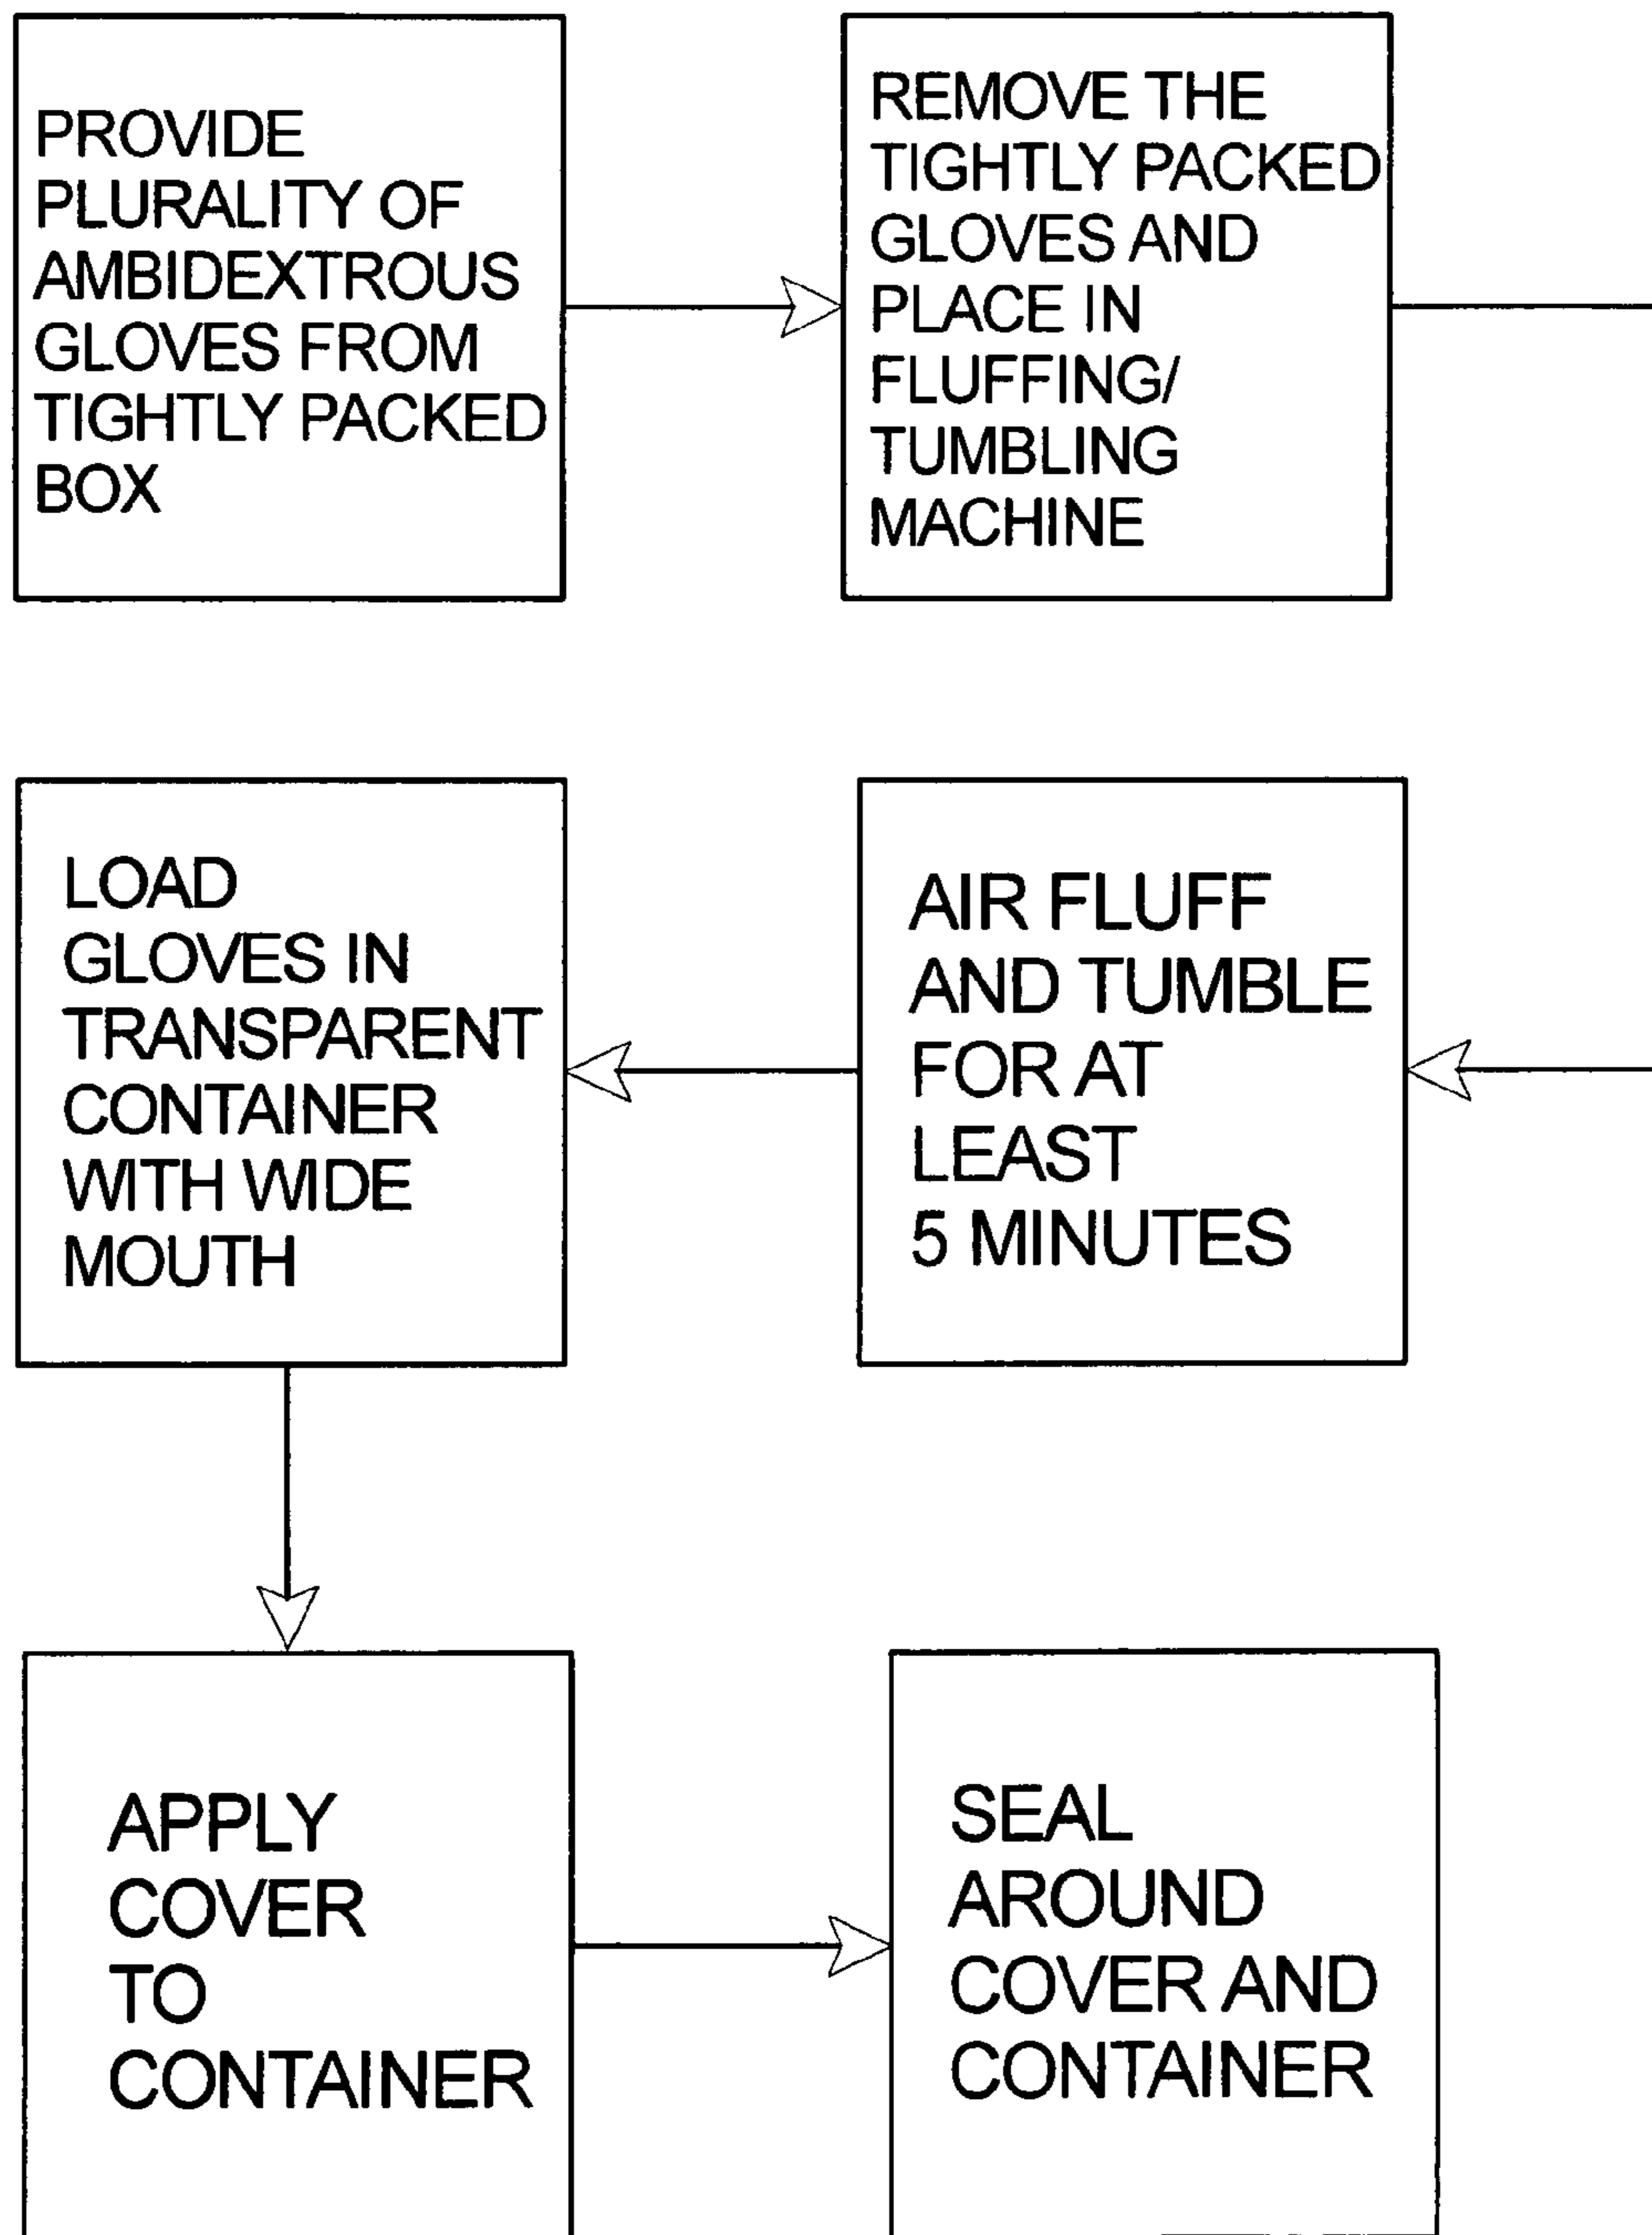 PROVIDE
PLURALITY OF
AMBIDEXTROUS
GLOVES FROM
TIGHTLY PACKED
BOX
REMOVE THE
TIGHTLY PACKED
GLOVES AND
PLACE IN
FLUFFING/
TUMBLING
MACHINE
AIR FLUFF
AND TUMBLE
FOR AT
LEAST
5 MINUTES
LOAD
GLOVES IN
TRANSPARENT
CONTAINER
WITH WIDE
MOUTH
APPLY
COVER
TO
CONTAINER
SEAL
AROUND
COVER AND
CONTAINER